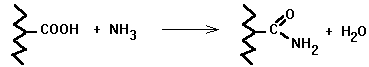 COOH + NH₃ → C O NH₂ + H₂O